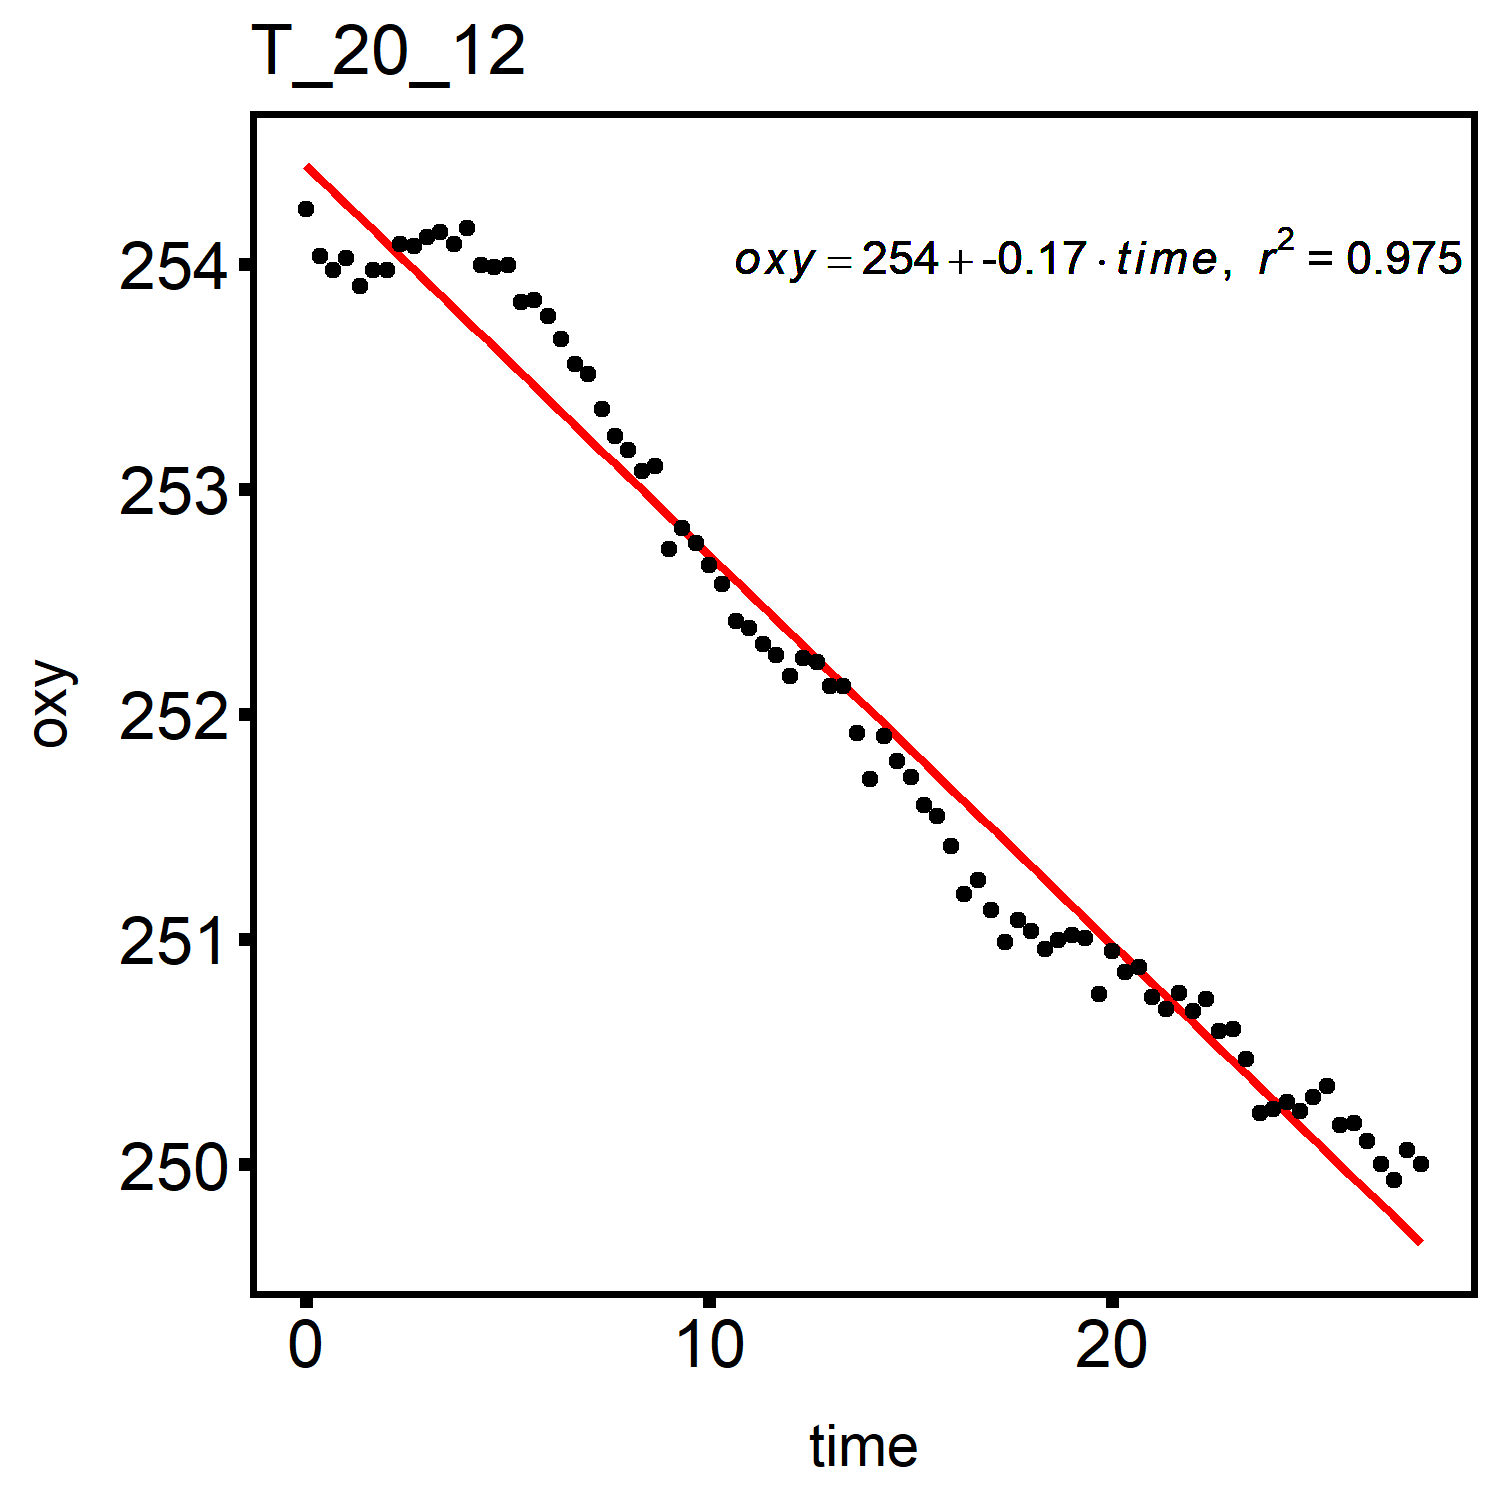 T_20_12
oxy = 254 + -0.17 · time, r² = 0.975
254
253
252
251
250
oxy
0 10 20
time